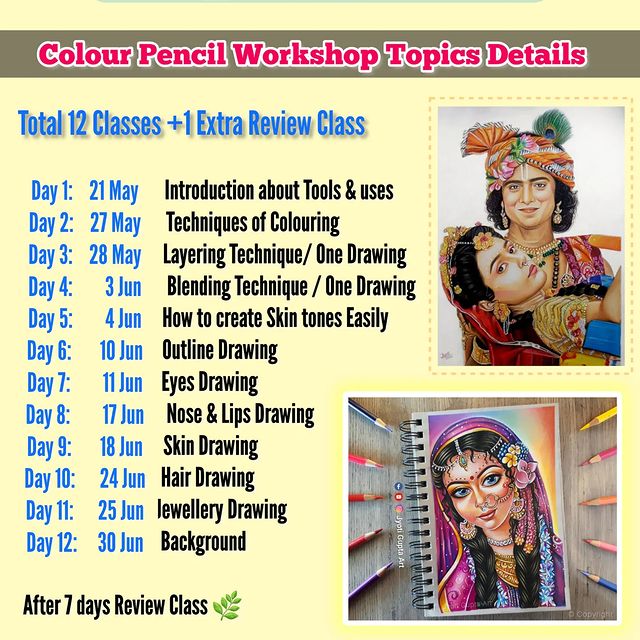 Colour Pencil Workshop Topics Details
Total 12 Classes +1 Extra Review Class
Day 1: 21 May Introduction about Tools & uses
Day 2: 27 May Techniques of Colouring
Day 3: 28 May Layering Technique/ One Drawing
Day 4: 3 Jun Blending Technique / One Drawing
Day 5: 4 Jun How to create Skin tones Easily
Day 6: 10 Jun Outline Drawing
Day 7: 11 Jun Eyes Drawing
Day 8: 17 Jun Nose & Lips Drawing
Day 9: 18 Jun Skin Drawing
Day 10: 24 Jun Hair Drawing
Day 11: 25 Jun Jewellery Drawing
Day 12: 30 Jun Background
After 7 days Review Class
Jyoti Gupta Art
© Copyright